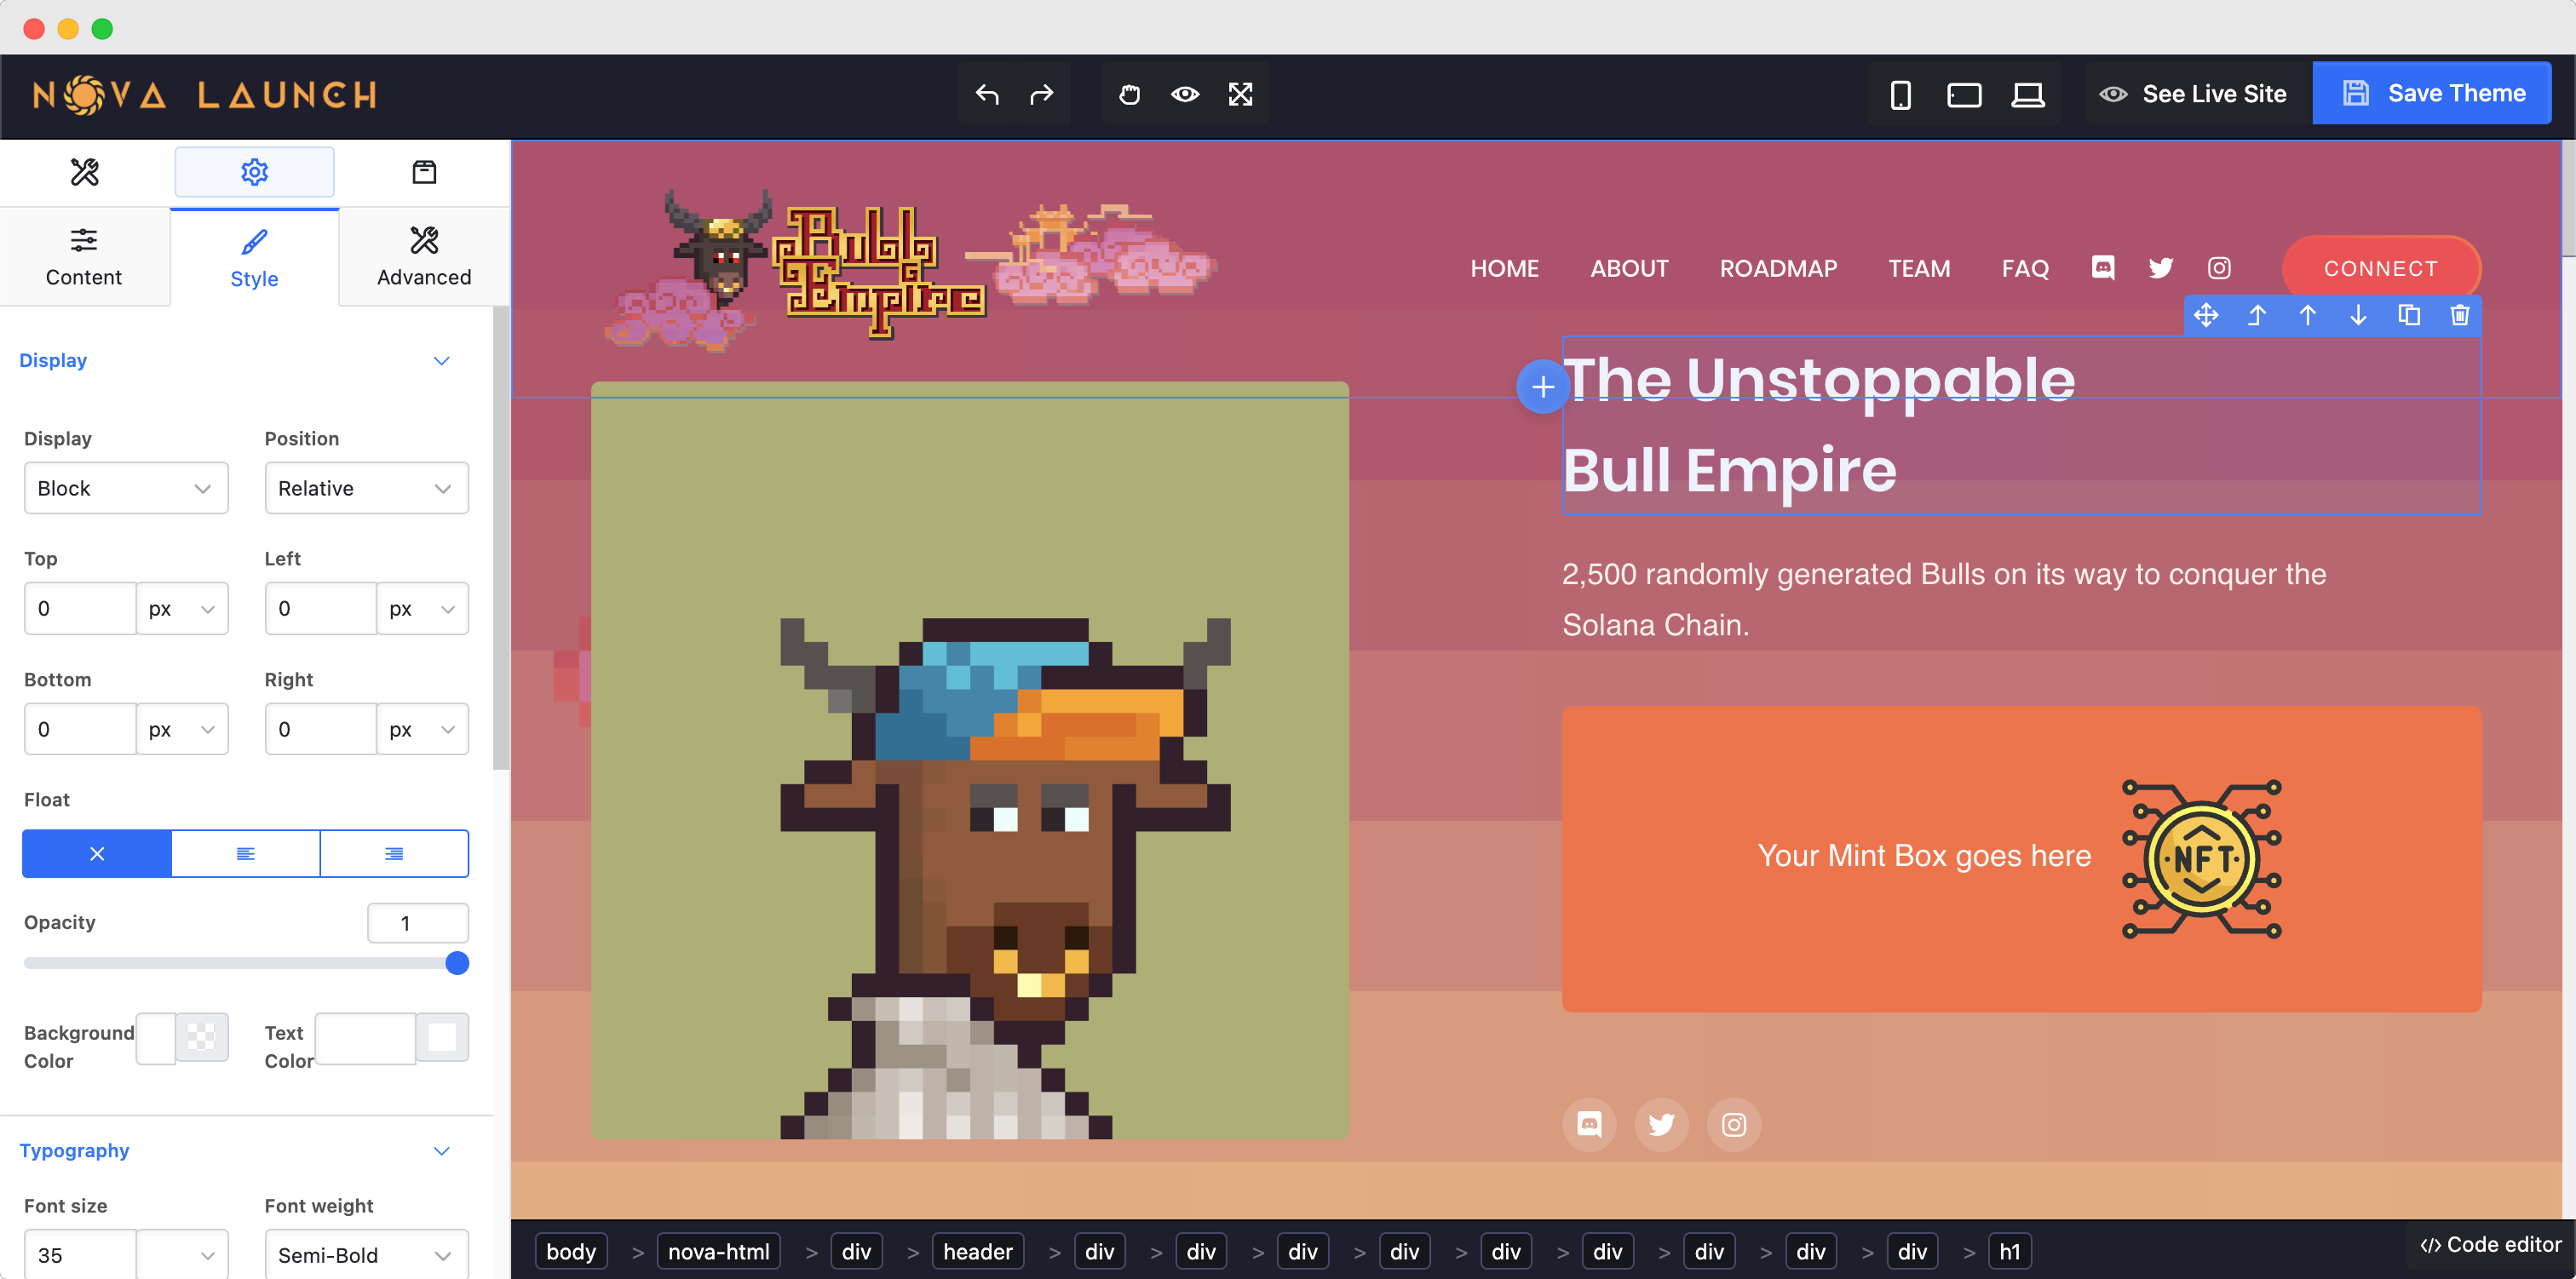 NOVA LAUNCH
See Live Site
Save Theme
Content
Style
Advanced
Display
Display
Position
Block
Relative
Top
Left
0 px
0 px
Bottom
Right
0 px
0 px
Float
Opacity
1
Background
Color
Text
Color
Typography
Font size
Font weight
35
Semi-Bold
Bull
Empire
HOME
ABOUT
ROADMAP
TEAM
FAQ
CONNECT
The Unstoppable
Bull Empire
2,500 randomly generated Bulls on its way to conquer the
Solana Chain.
Your Mint Box goes here
NFT
body > nova-html > div > header > div > div > div > div > div > div > div > div > div > h1
</> Code editor